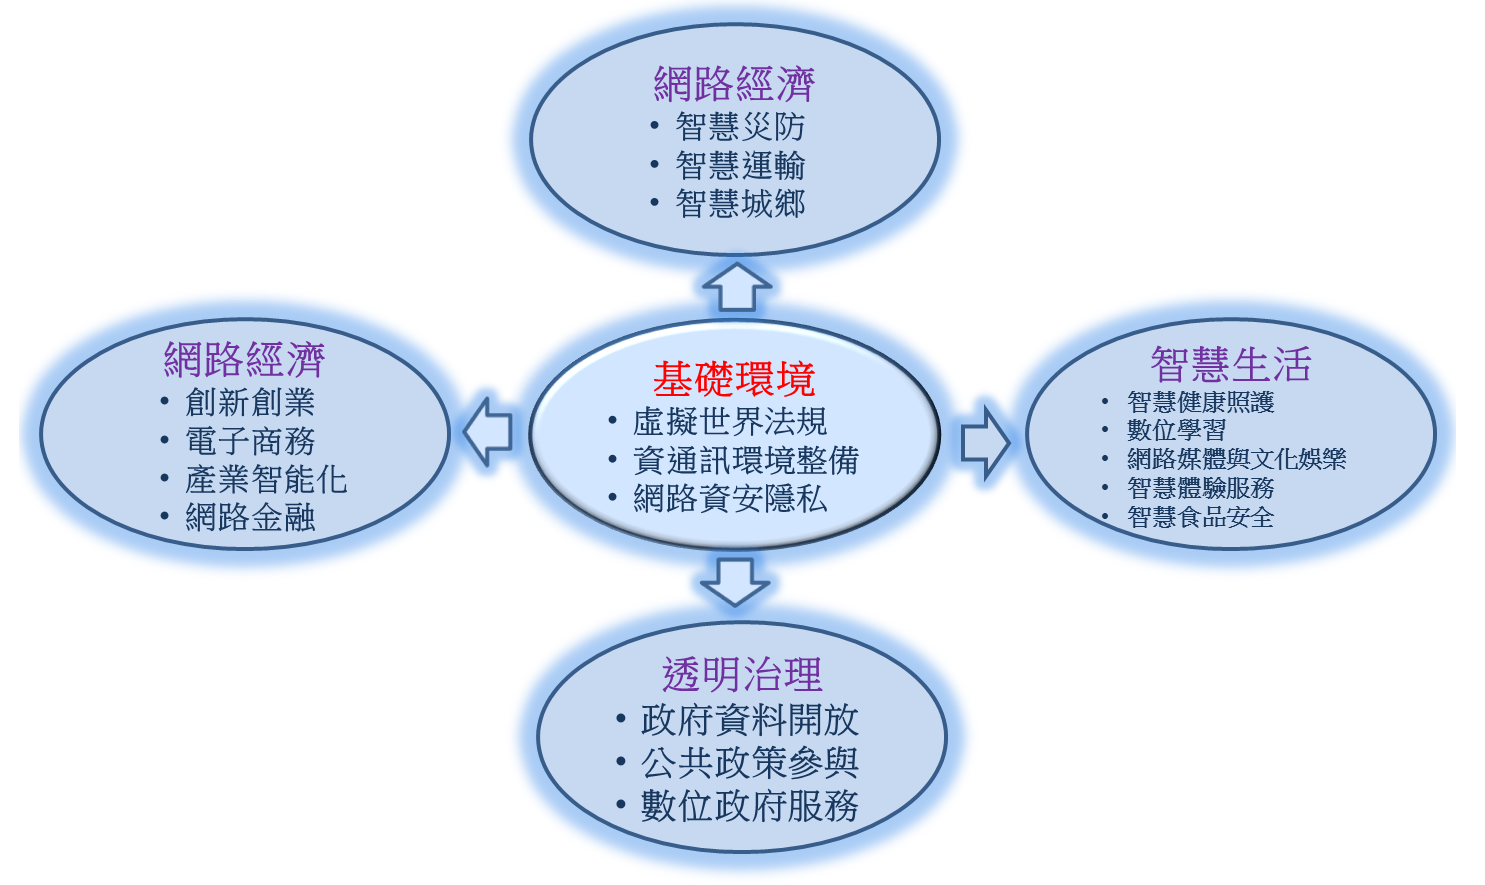 網路經濟
• 智慧災防
• 智慧運輸
• 智慧城鄉
網路經濟
• 創新創業
• 電子商務
• 產業智能化
• 網路金融
基礎環境
• 虛擬世界法規
• 資通訊環境整備
• 網路資安隱私
智慧生活
• 智慧健康照護
• 數位學習
• 網路媒體與文化娛樂
• 智慧體驗服務
• 智慧食品安全
透明治理
• 政府資料開放
• 公共政策參與
• 數位政府服務